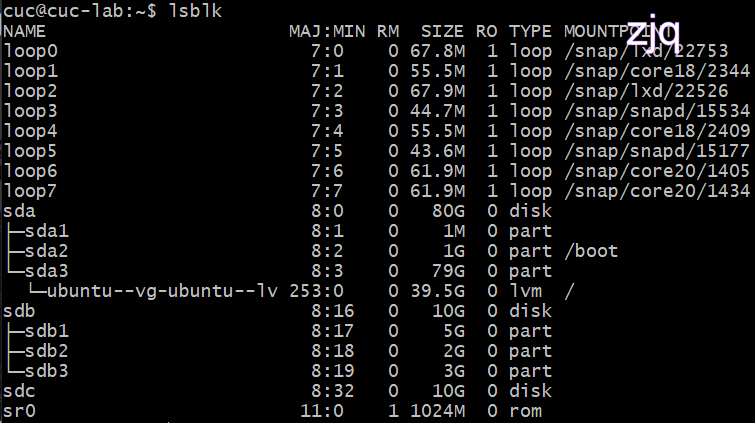 cuc@cuc-lab:~$ lsblk
NAME                      MAJ:MIN RM  SIZE RO TYPE MOUNTPOINT
zjq
loop0                       7:0    0 67.8M  1 loop /snap/lxd/22753
loop1                       7:1    0 55.5M  1 loop /snap/core18/2344
loop2                       7:2    0 67.9M  1 loop /snap/lxd/22526
loop3                       7:3    0 44.7M  1 loop /snap/snapd/15534
loop4                       7:4    0 55.5M  1 loop /snap/core18/2409
loop5                       7:5    0 43.6M  1 loop /snap/snapd/15177
loop6                       7:6    0 61.9M  1 loop /snap/core20/1405
loop7                       7:7    0 61.9M  1 loop /snap/core20/1434
sda                         8:0    0   80G  0 disk
├─sda1                      8:1    0    1M  0 part
├─sda2                      8:2    0    1G  0 part /boot
└─sda3                      8:3    0   79G  0 part
  └─ubuntu--vg-ubuntu--lv 253:0    0 39.5G  0 lvm  /
sdb                         8:16   0   10G  0 disk
├─sdb1                      8:17   0    5G  0 part
├─sdb2                      8:18   0    2G  0 part
└─sdb3                      8:19   0    3G  0 part
sdc                         8:32   0   10G  0 disk
sr0                        11:0    1 1024M  0 rom